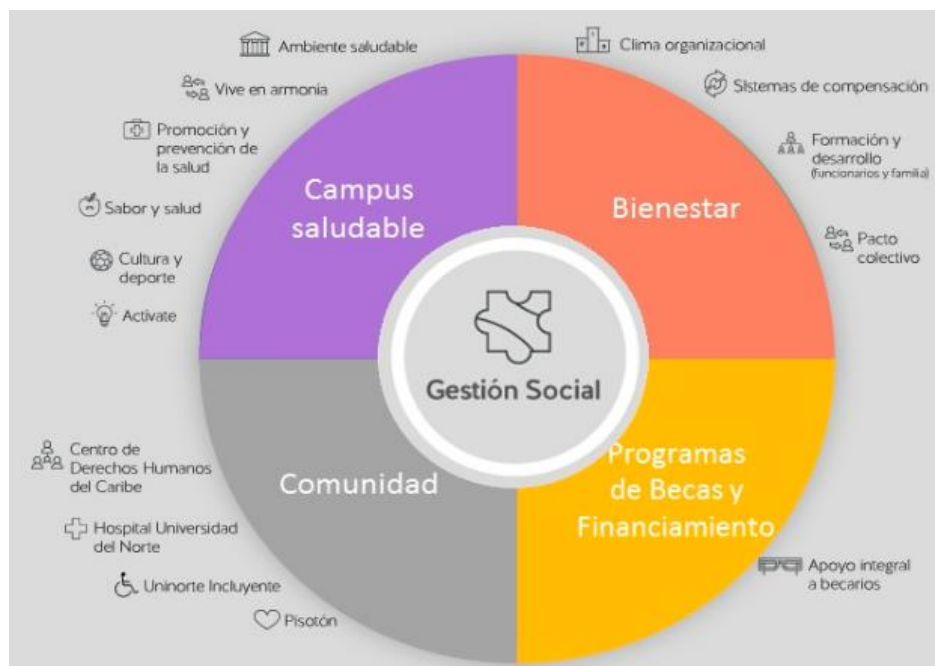 Ambiente saludable
Vive en armonía
Promoción y
prevención de
la salud
Sabor y salud
Cultura y
deporte
Actívate
Campus
saludable
Clima organizacional
Sistemas de compensación
Formación y
desarrollo
(funcionarios y familia)
Pacto
colectivo
Bienestar
Gestión Social
Centro de
Derechos Humanos
del Caribe
Hospital Universidad
del Norte
Uninorte Incluyente
Pisotón
Comunidad
Programas
de Becas y
Financiamiento
Apoyo integral
a becarios